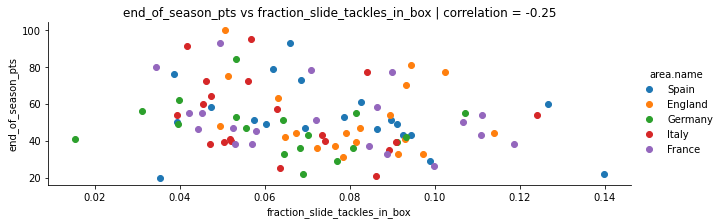 end_of_season_pts vs fraction_slide_tackles_in_box | correlation = -0.25
end_of_season_pts
100
80
60
40
20
0.02 0.04 0.06 0.08 0.10 0.12 0.14
fraction_slide_tackles_in_box
area.name
Spain
England
Germany
Italy
France